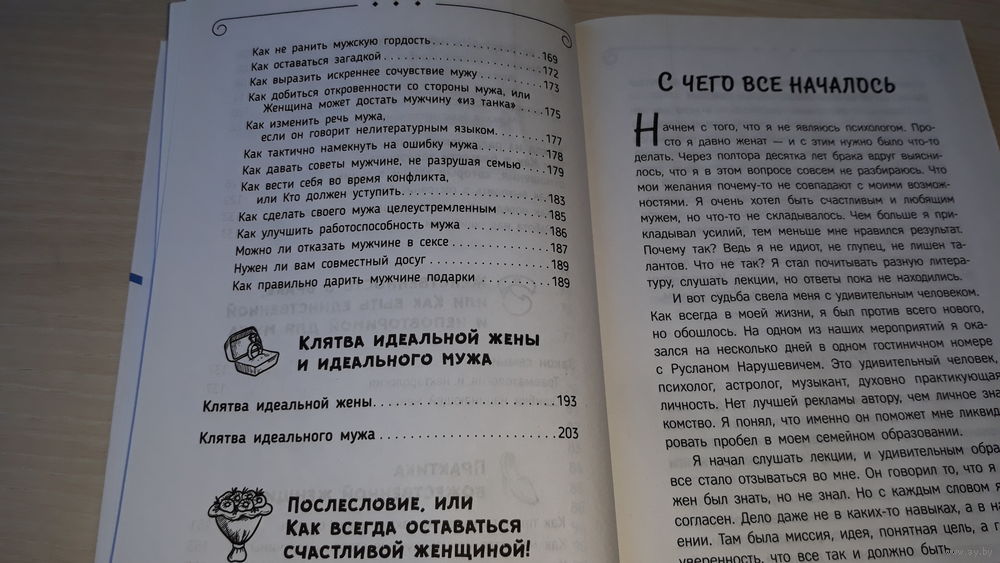 Как не ранить мужскую гордость . . . . . . . . . . . . . . . 169
Как оставаться загадкой . . . . . . . . . . . . . . . . . . . . 172
Как выразить искреннее сочувствие мужу . . . . . . . . 173
Как добиться откровенности со стороны мужа, или
Женщина может достать мужчину «из танка» . . . . 175
Как изменить речь мужа,
если он говорит нелитературным языком. . . . . . . . 177
Как тактично намекнуть на ошибку мужа . . . . . . . . . 178
Как давать советы мужчине, не разрушая семью . . . . 179
Как вести себя во время конфликта,
или Кто должен уступить. . . . . . . . . . . . . . . . . . . 183
Как сделать своего мужа целеустремленным . . . . . . . 185
Как улучшить работоспособность мужа . . . . . . . . . . 186
Можно ли отказать мужчине в сексе . . . . . . . . . . . . 187
Нужен ли вам совместный досуг . . . . . . . . . . . . . . . 189
Как правильно дарить мужчине подарки . . . . . . . . . 189
Клятва идеальной жены
и идеального мужа
Клятва идеальной жены. . . . . . . . . . . . . . . . . . . . . 193
Клятва идеального мужа . . . . . . . . . . . . . . . . . . . . 203
Послесловие, или
Как всегда оставаться
счастливой женщиной!
С чего все началось
Начнем с того, что я не являюсь психологом. Про-
сто я давно женат — и с этим нужно было что-то
делать. Через полтора десятка лет брака вдруг выясни-
лось, что я в этом вопросе совсем не разбираюсь. Что
мои желания почему-то не совпадают с моими возмож-
ностями. Я очень хотел быть счастливым и любящим
мужем, но что-то не складывалось. Чем больше я при-
кладывал усилий, тем меньше мне нравился результат.
Почему так? Ведь я не идиот, не глупец, не лишен та-
лантов. Что не так? Я стал почитывать разную литера-
туру, слушать лекции, но ответы пока не находились.
И вот судьба свела меня с удивительным человеком.
Как всегда в моей жизни, я был против всего нового,
но обошлось. На одном из наших мероприятий я ока-
зался на несколько дней в одном гостиничном номере
с Русланом Нарушевичем. Это удивительный человек,
психолог, астролог, музыкант, духовно практикующая
личность. Нет лучшей рекламы автору, чем личное зна
комство. Я понял, что именно он поможет мне ликвид
ровать пробел в моем семейном образовании.
Я начал слушать лекции, и удивительным обра
все стало отзываться во мне. Он говорил то, что я
жен был знать, но не знал. Но с каждым словом я
согласен. Дело даже не в каких-то навыках, а в на
ении. Там была миссия, идея, понятная цель, а г
уверенность, что все так и должно быть.
www.ay.by